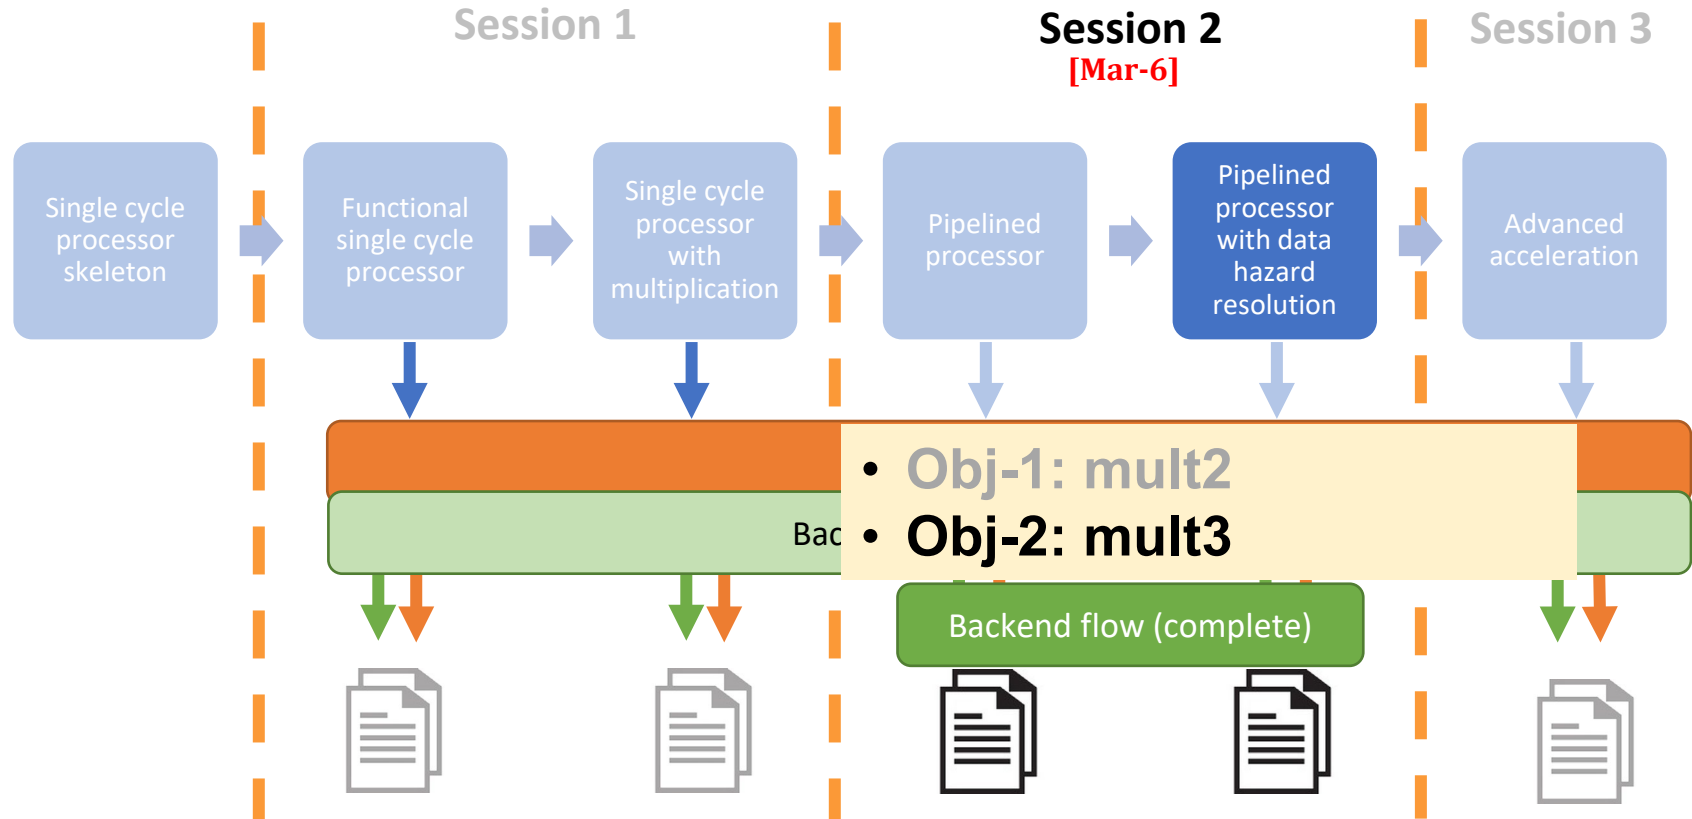 Session 1
Session 2
[Mar-6]
Session 3
Single cycle
processor
skeleton
Functional
single cycle
processor
Single cycle
processor
with
multiplication
Pipelined
processor
Pipelined
processor
with data
hazard
resolution
Advanced
acceleration
• Obj-1: mult2
Bac
• Obj-2: mult3
Backend flow (complete)